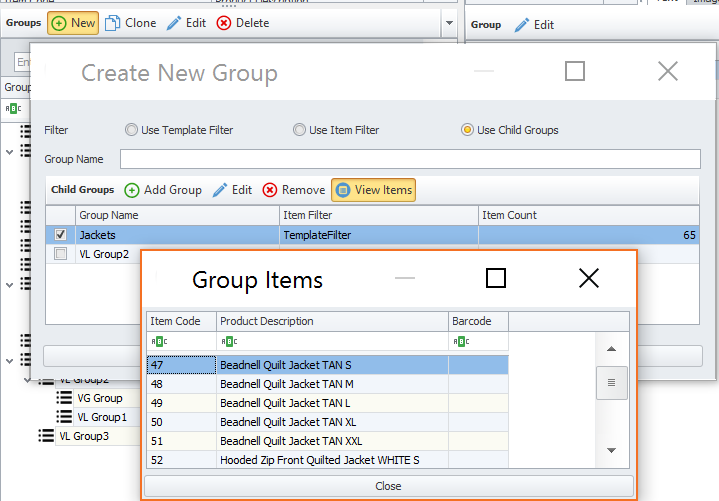 Groups New Clone Edit Delete
Group Edit
Create New Group
Filter Use Template Filter Use Item Filter Use Child Groups
Group Name
Child Groups Add Group Edit Remove View Items
Group Name Item Filter Item Count
Jackets TemplateFilter 65
VL Group2
Group Items
Item Code Product Description Barcode
ABC ABC ABC
47 Beadnell Quilt Jacket TAN S
48 Beadnell Quilt Jacket TAN M
49 Beadnell Quilt Jacket TAN L
50 Beadnell Quilt Jacket TAN XL
51 Beadnell Quilt Jacket TAN XXL
52 Hooded Zip Front Quilted Jacket WHITE S
Close
VL Group2
VG Group
VL Group1
VL Group3